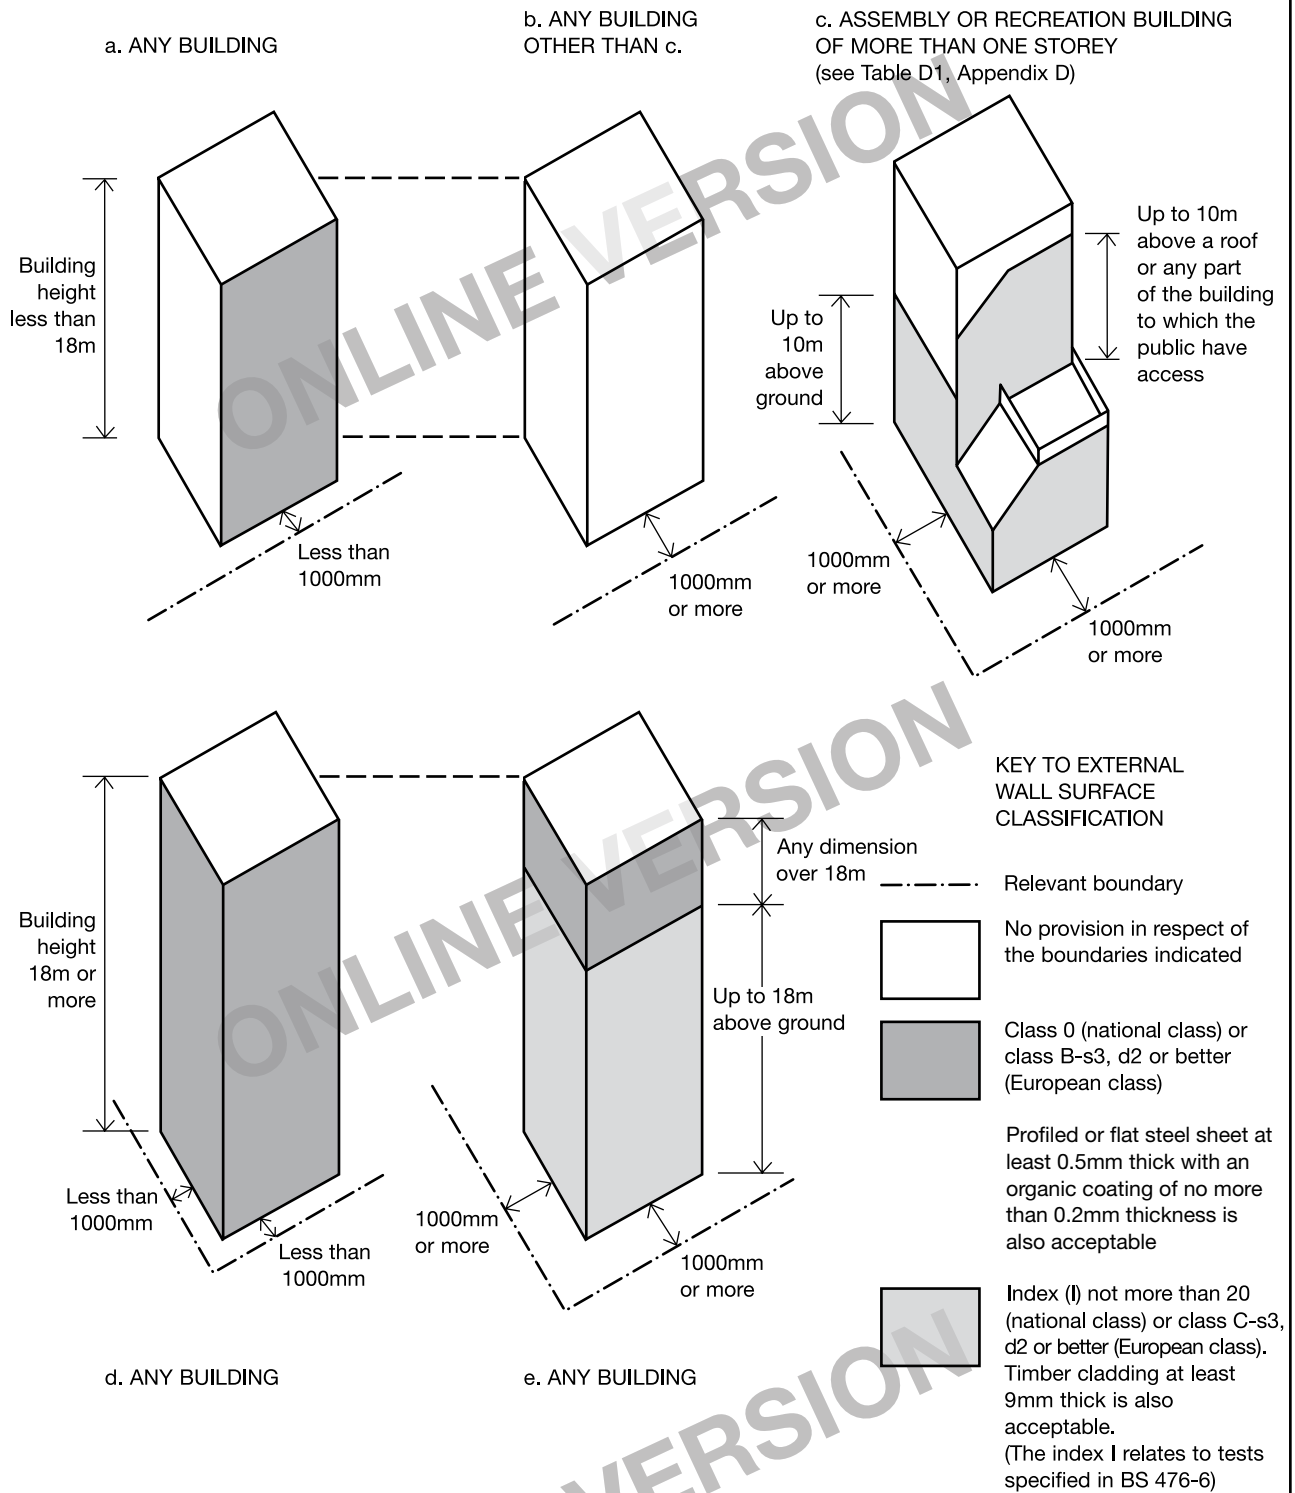 a. ANY BUILDING
b. ANY BUILDING
OTHER THAN c.
c. ASSEMBLY OR RECREATION BUILDING
OF MORE THAN ONE STOREY
(see Table D1, Appendix D)
Building
height
less than
18m
Less than
1000mm
1000mm
or more
Up to
10m
above
ground
Up to 10m
above a roof
or any part
of the building
to which the
public have
access
1000mm
or more
1000mm
or more
ONLINE VERSION
Building
height
18m or
more
Less than
1000mm
Less than
1000mm
d. ANY BUILDING
Any dimension
over 18m
Up to 18m
above ground
1000mm
or more
1000mm
or more
e. ANY BUILDING
ONLINE VERSION
KEY TO EXTERNAL
WALL SURFACE
CLASSIFICATION
Relevant boundary
No provision in respect of
the boundaries indicated
Class 0 (national class) or
class B-s3, d2 or better
(European class)
Profiled or flat steel sheet at
least 0.5mm thick with an
organic coating of no more
than 0.2mm thickness is
also acceptable
Index (I) not more than 20
(national class) or class C-s3,
d2 or better (European class).
Timber cladding at least
9mm thick is also
acceptable.
(The index I relates to tests
specified in BS 476-6)
VERSION